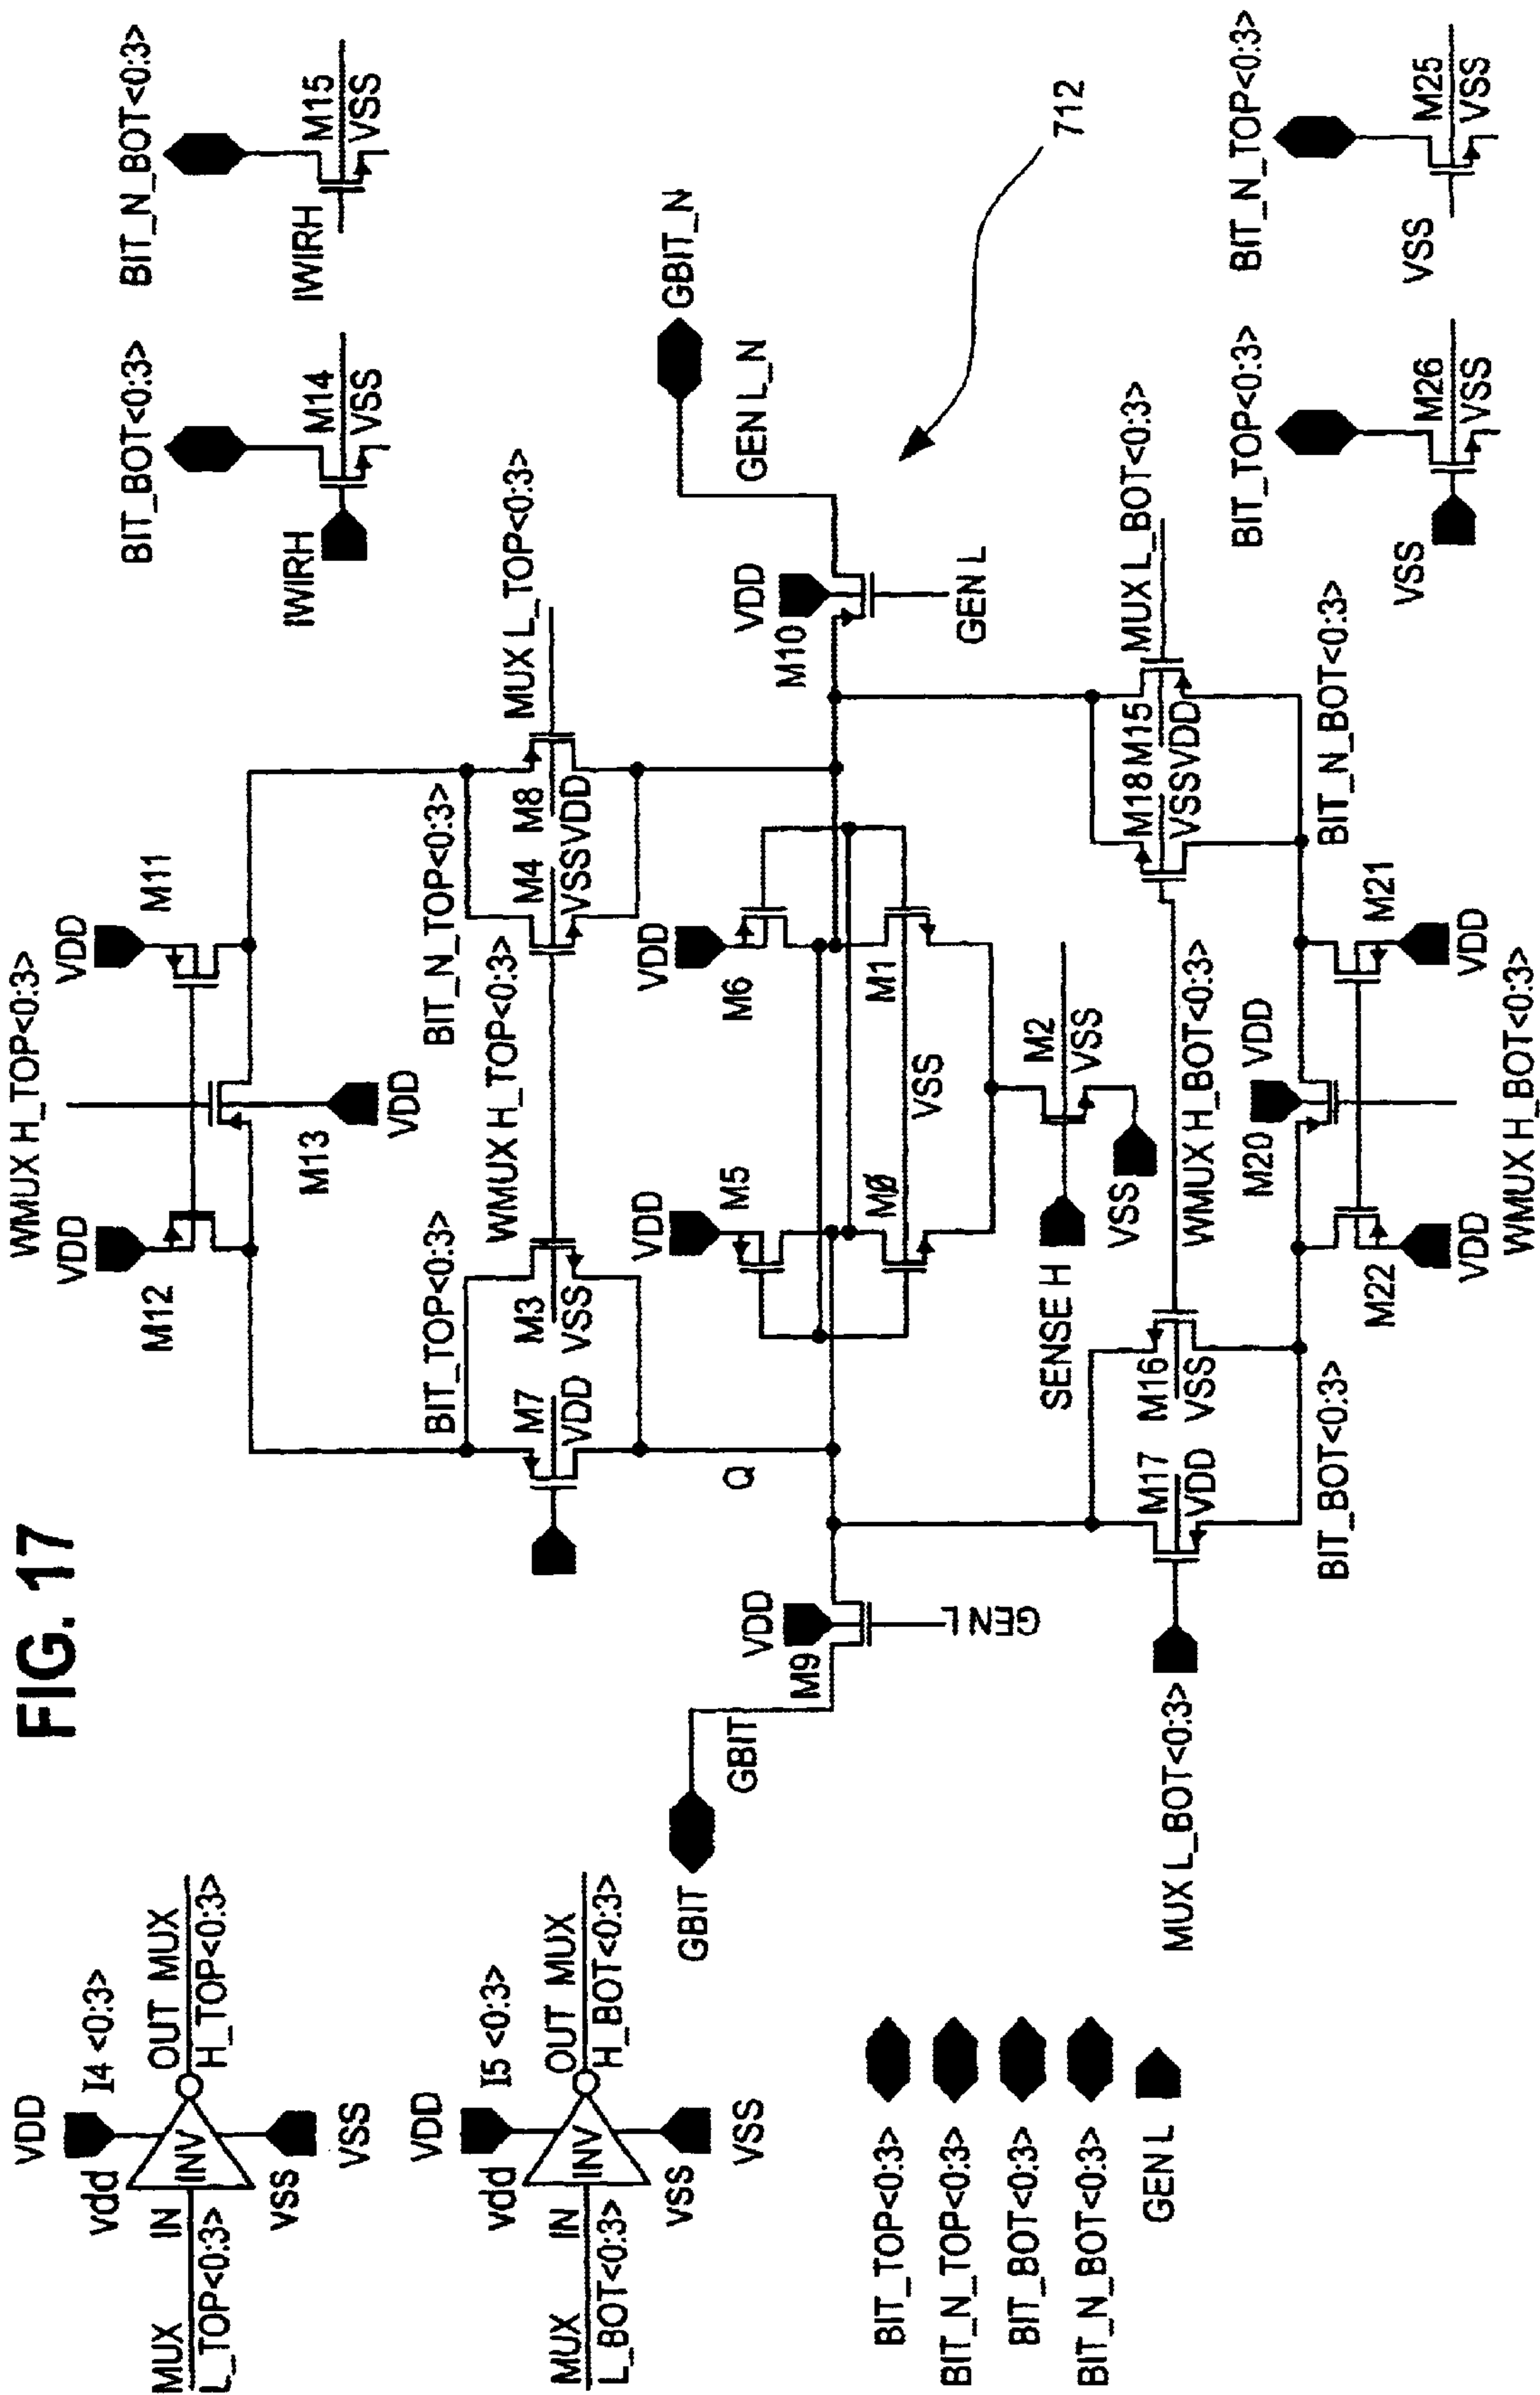 FIG. 17
VDD
I4 <0:3>
vdd
INV
IN
OUT MUX
H_TOP<0:3>
MUX
L_TOP<0:3>
VSS
VSS
VDD
I5 <0:3>
vdd
INV
IN
OUT MUX
H_BOT<0:3>
MUX
L_BOT<0:3>
VSS
VSS
BIT_TOP<0:3>
BIT_N_TOP<0:3>
BIT_BOT<0:3>
BIT_N_BOT<0:3>
GEN L
WMUX H_TOP<0:3>
VDD
M12
VDD
M11
M13
VDD
BIT_TOP<0:3>
M7
VDD
M3
VSS
WMUX H_TOP<0:3>
BIT_N_TOP<0:3>
M4
VSS
M8
VDD
MUX L_TOP<0:3>
Q
GBIT
GBIT
M9
VDD
GEN L
VDD
M5
VDD
M6
MØ
M1
VSS
SENSE H
M2
VSS
VSS
VDD
M10
GEN L
GEN L_N
GBIT_N
712
MUX L_BOT<0:3>
M17
VDD
M16
VSS
WMUX H_BOT<0:3>
M18
VSS
M15
VDD
MUX L_BOT<0:3>
BIT_BOT<0:3>
BIT_N_BOT<0:3>
M20
VDD
M22
VDD
M21
VDD
WMUX H_BOT<0:3>
BIT_BOT<0:3>
IWIRH
M14
VSS
BIT_N_BOT<0:3>
IWIRH
M15
VSS
BIT_TOP<0:3>
VSS
M26
VSS
BIT_N_TOP<0:3>
VSS
M25
VSS